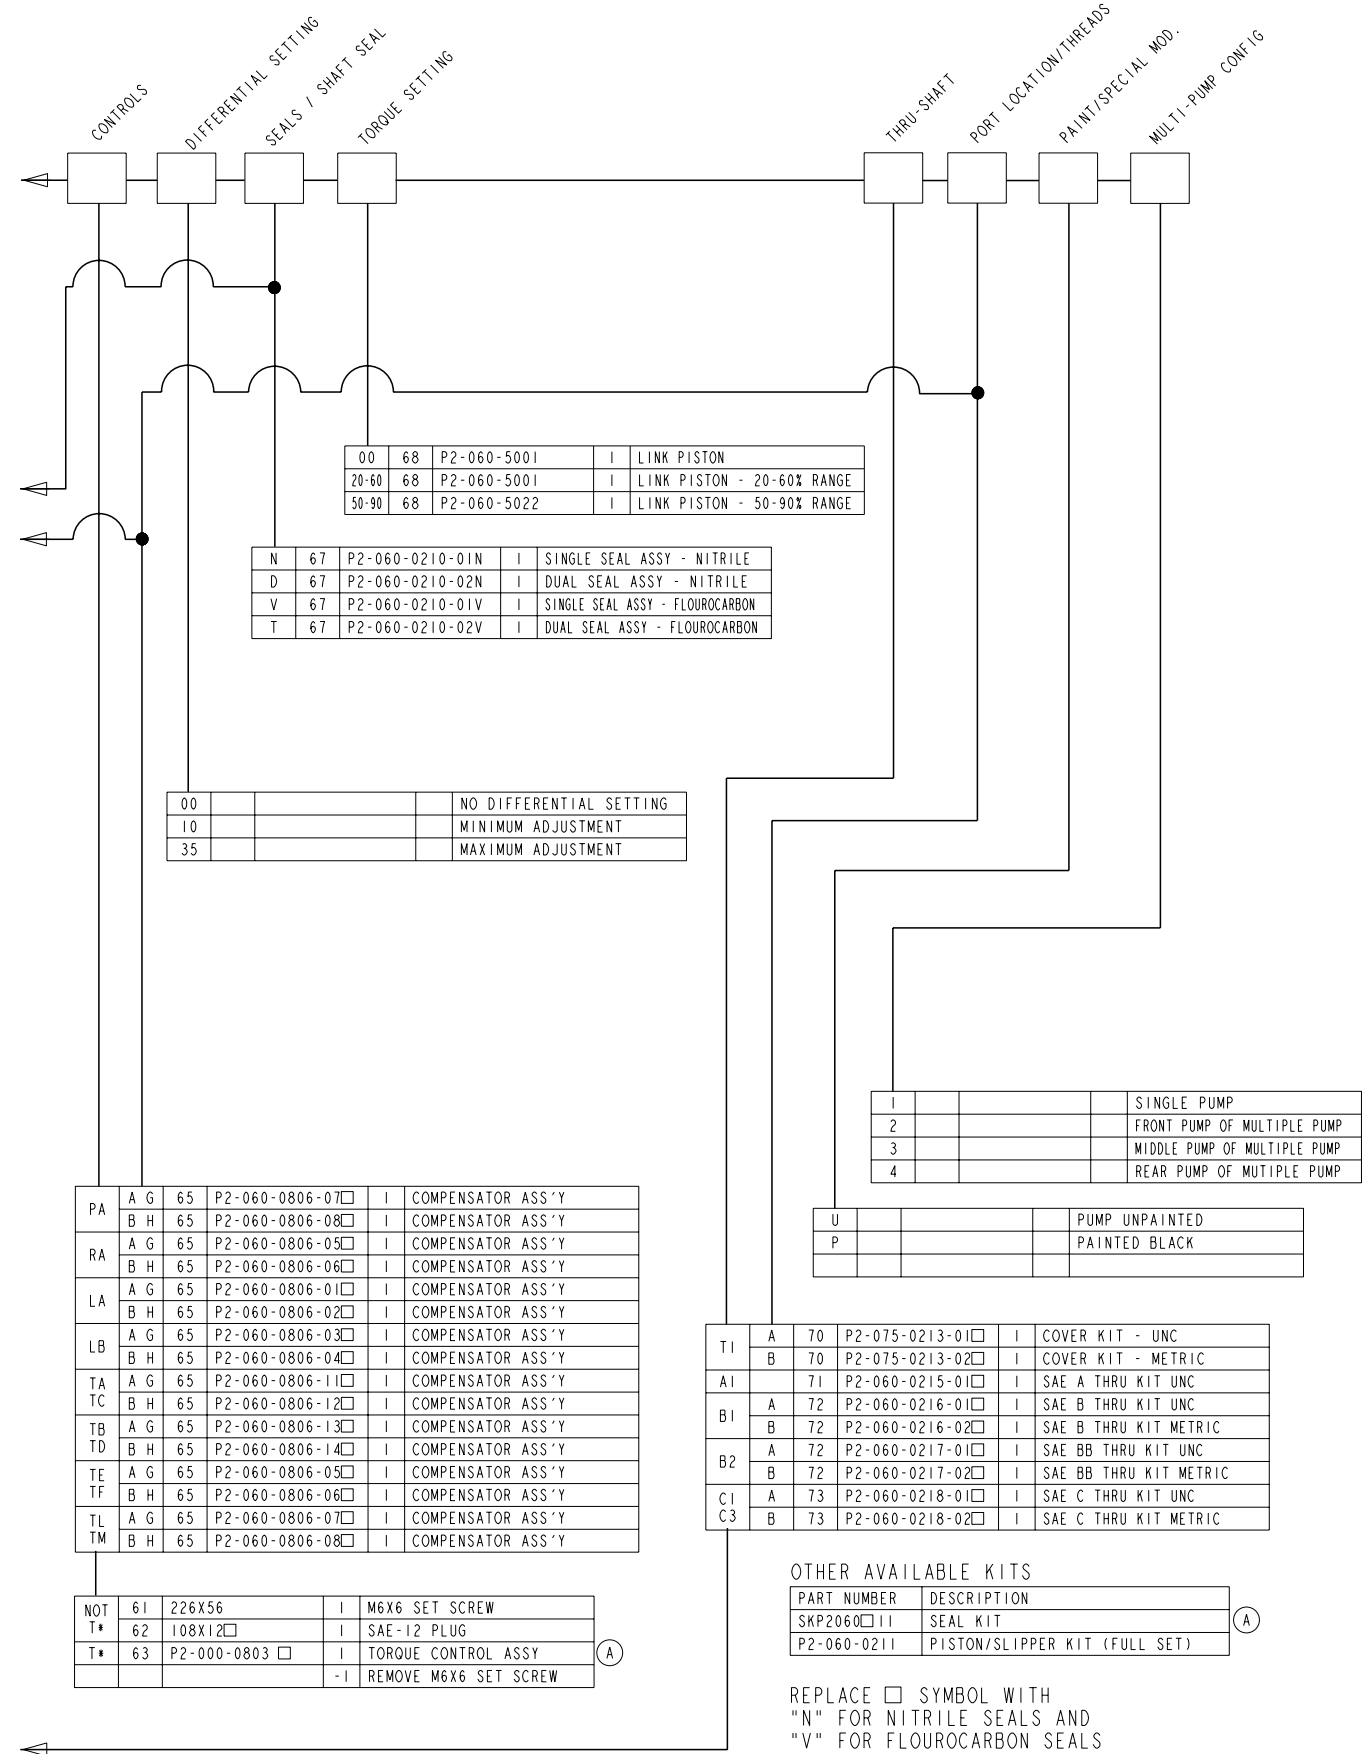 CONTROLS
DIFFERENTIAL SETTING
SEALS / SHAFT SEAL
TORQUE SETTING
THRU-SHAFT
PORT LOCATION/THREADS
PAINT/SPECIAL MOD.
MULTI-PUMP CONFIG
00 68 P2-060-5001 1 LINK PISTON
20-60 68 P2-060-5001 1 LINK PISTON - 20-60% RANGE
50-90 68 P2-060-5022 1 LINK PISTON - 50-90% RANGE
N 67 P2-060-0210-01N 1 SINGLE SEAL ASSY - NITRILE
D 67 P2-060-0210-02N 1 DUAL SEAL ASSY - NITRILE
V 67 P2-060-0210-01V 1 SINGLE SEAL ASSY - FLOUROCARBON
T 67 P2-060-0210-02V 1 DUAL SEAL ASSY - FLOUROCARBON
00 NO DIFFERENTIAL SETTING
10 MINIMUM ADJUSTMENT
35 MAXIMUM ADJUSTMENT
1 SINGLE PUMP
2 FRONT PUMP OF MULTIPLE PUMP
3 MIDDLE PUMP OF MULTIPLE PUMP
4 REAR PUMP OF MUTIPLE PUMP
U PUMP UNPAINTED
P PAINTED BLACK
PA A G 65 P2-060-0806-07□ 1 COMPENSATOR ASS'Y
B H 65 P2-060-0806-08□ 1 COMPENSATOR ASS'Y
RA A G 65 P2-060-0806-05□ 1 COMPENSATOR ASS'Y
B H 65 P2-060-0806-06□ 1 COMPENSATOR ASS'Y
LA A G 65 P2-060-0806-01□ 1 COMPENSATOR ASS'Y
B H 65 P2-060-0806-02□ 1 COMPENSATOR ASS'Y
LB A G 65 P2-060-0806-03□ 1 COMPENSATOR ASS'Y
B H 65 P2-060-0806-04□ 1 COMPENSATOR ASS'Y
TA A G 65 P2-060-0806-11□ 1 COMPENSATOR ASS'Y
TC B H 65 P2-060-0806-12□ 1 COMPENSATOR ASS'Y
TB A G 65 P2-060-0806-13□ 1 COMPENSATOR ASS'Y
TD B H 65 P2-060-0806-14□ 1 COMPENSATOR ASS'Y
TE A G 65 P2-060-0806-05□ 1 COMPENSATOR ASS'Y
TF B H 65 P2-060-0806-06□ 1 COMPENSATOR ASS'Y
TL A G 65 P2-060-0806-07□ 1 COMPENSATOR ASS'Y
TM B H 65 P2-060-0806-08□ 1 COMPENSATOR ASS'Y
T1 A 70 P2-075-0213-01□ 1 COVER KIT - UNC
B 70 P2-075-0213-02□ 1 COVER KIT - METRIC
A1 71 P2-060-0215-01□ 1 SAE A THRU KIT UNC
B1 A 72 P2-060-0216-01□ 1 SAE B THRU KIT UNC
B 72 P2-060-0216-02□ 1 SAE B THRU KIT METRIC
B2 A 72 P2-060-0217-01□ 1 SAE BB THRU KIT UNC
B 72 P2-060-0217-02□ 1 SAE BB THRU KIT METRIC
C1 A 73 P2-060-0218-01□ 1 SAE C THRU KIT UNC
C3 B 73 P2-060-0218-02□ 1 SAE C THRU KIT METRIC
NOT 61 226X56 1 M6X6 SET SCREW
T* 62 108X12□ 1 SAE-12 PLUG
T* 63 P2-000-0803 □ 1 TORQUE CONTROL ASSY A
-1 REMOVE M6X6 SET SCREW
OTHER AVAILABLE KITS
PART NUMBER DESCRIPTION
SKP2060□11 SEAL KIT A
P2-060-0211 PISTON/SLIPPER KIT (FULL SET)
REPLACE □ SYMBOL WITH
"N" FOR NITRILE SEALS AND
"V" FOR FLOUROCARBON SEALS